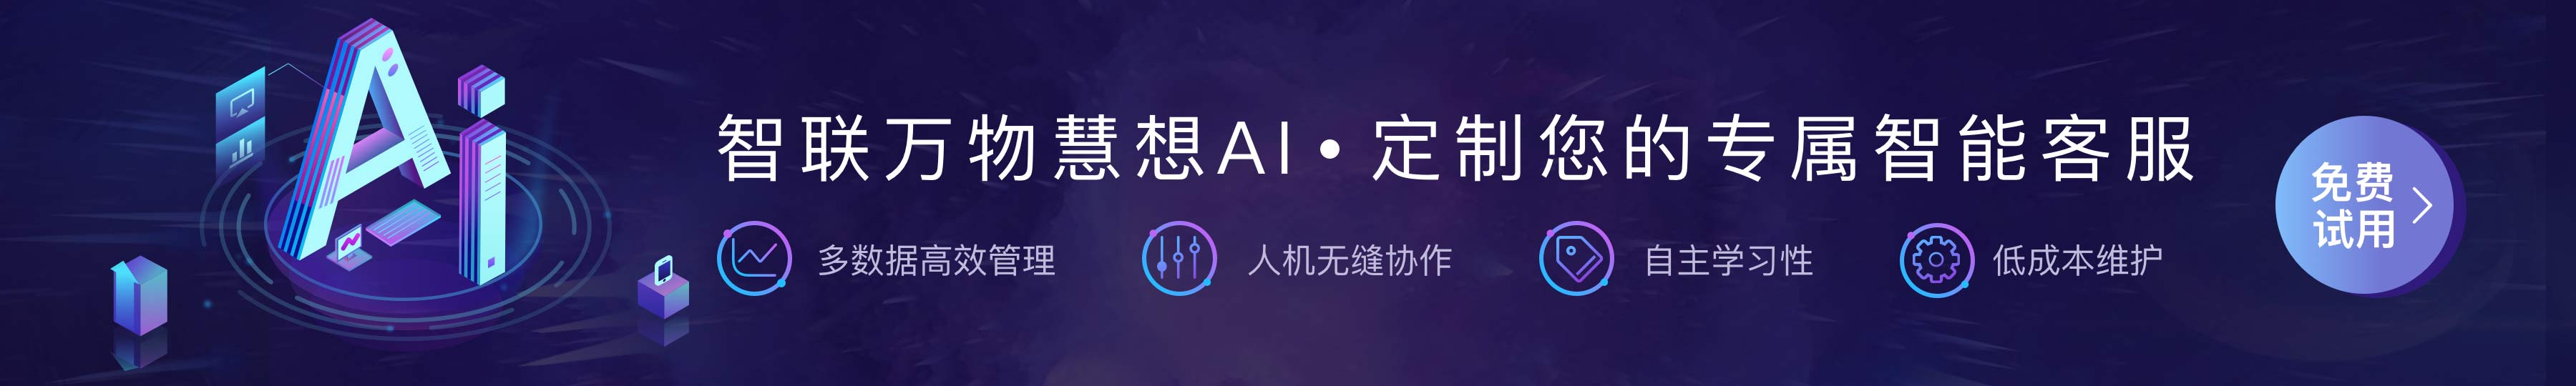 Ai
智联万物慧想AI• 定制您的专属智能客服
多数据高效管理
人机无缝协作
自主学习性
低成本维护
免费
试用